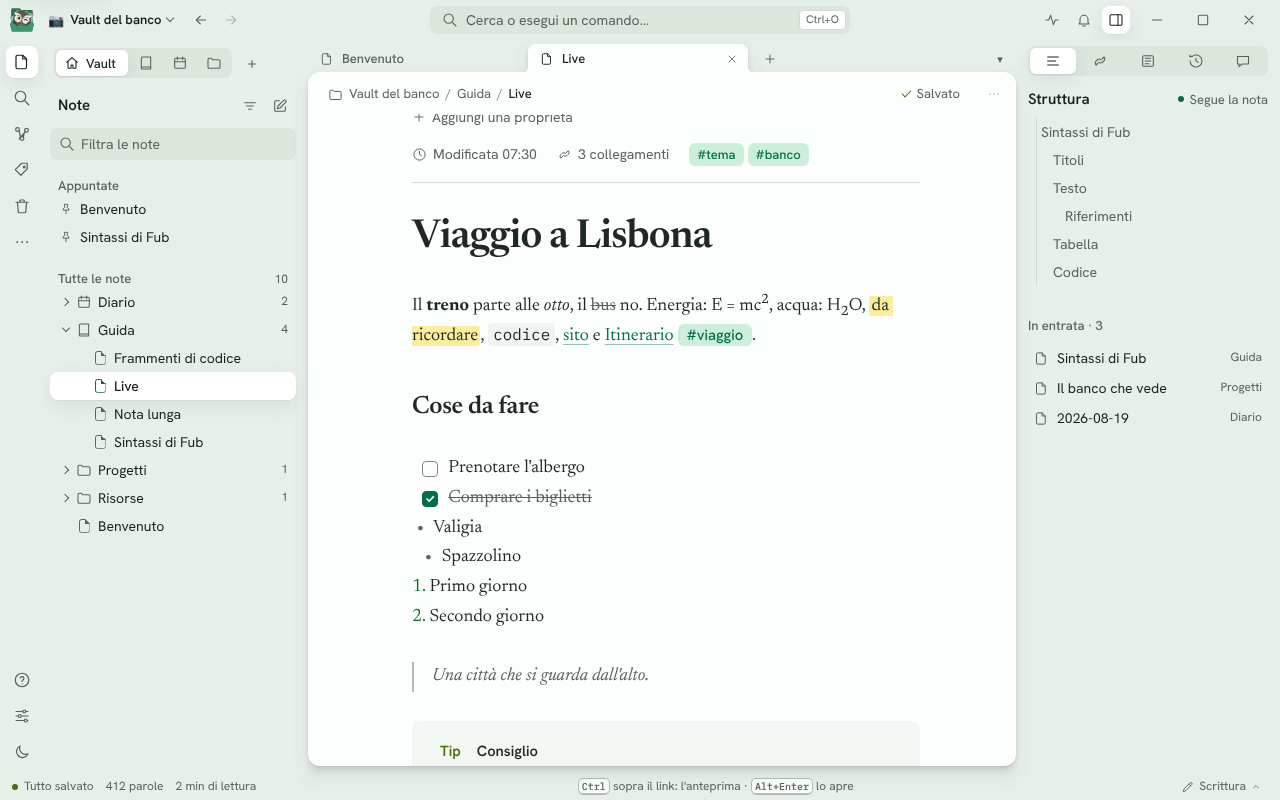 Vault del banco
Cerca o esegui un comando...
Ctrl+O
Vault
Benvenuto
Live
Note
Filtra le note
Appuntate
Benvenuto
Sintassi di Fub
Tutte le note 10
Diario 2
Guida 4
Frammenti di codice
Live
Nota lunga
Sintassi di Fub
Progetti 1
Risorse 1
Benvenuto
Vault del banco / Guida / Live
Salvato
Aggiungi una proprietà
Modificata 07:30
3 collegamenti
#tema #banco
Viaggio a Lisbona
Il treno parte alle otto, il bus no. Energia: E = mc2, acqua: H2O, da
ricordare, codice, sito e Itinerario #viaggio.
Cose da fare
Prenotare l'albergo
Comprare i biglietti
• Valigia
• Spazzolino
1. Primo giorno
2. Secondo giorno
Una città che si guarda dall'alto.
Tip Consiglio
Struttura
Segue la nota
Sintassi di Fub
Titoli
Testo
Riferimenti
Tabella
Codice
In entrata · 3
Sintassi di Fub Guida
Il banco che vede Progetti
2026-08-19 Diario
Tutto salvato 412 parole 2 min di lettura
Ctrl sopra il link: l'anteprima · Alt+Enter lo apre
Scrittura